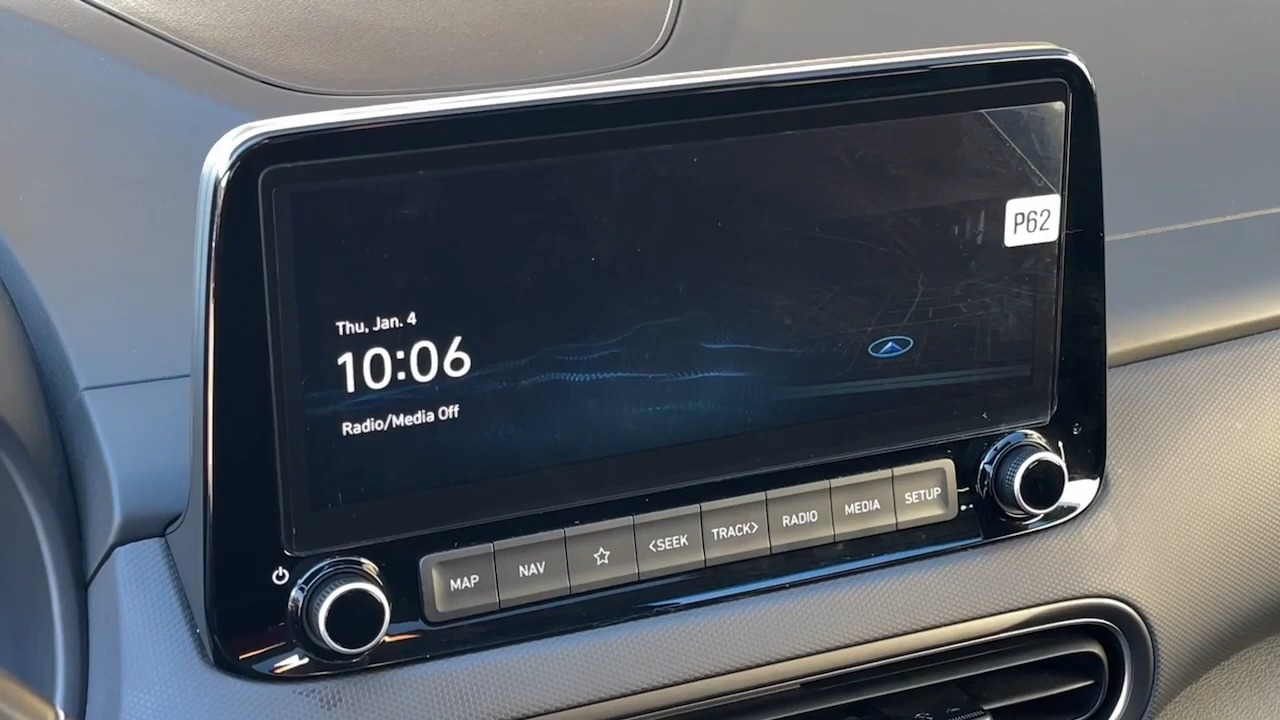 P62
Thu, Jan. 4
10:06
Radio/Media Off
MAP NAV ☆ <SEEK TRACK> RADIO MEDIA SETUP